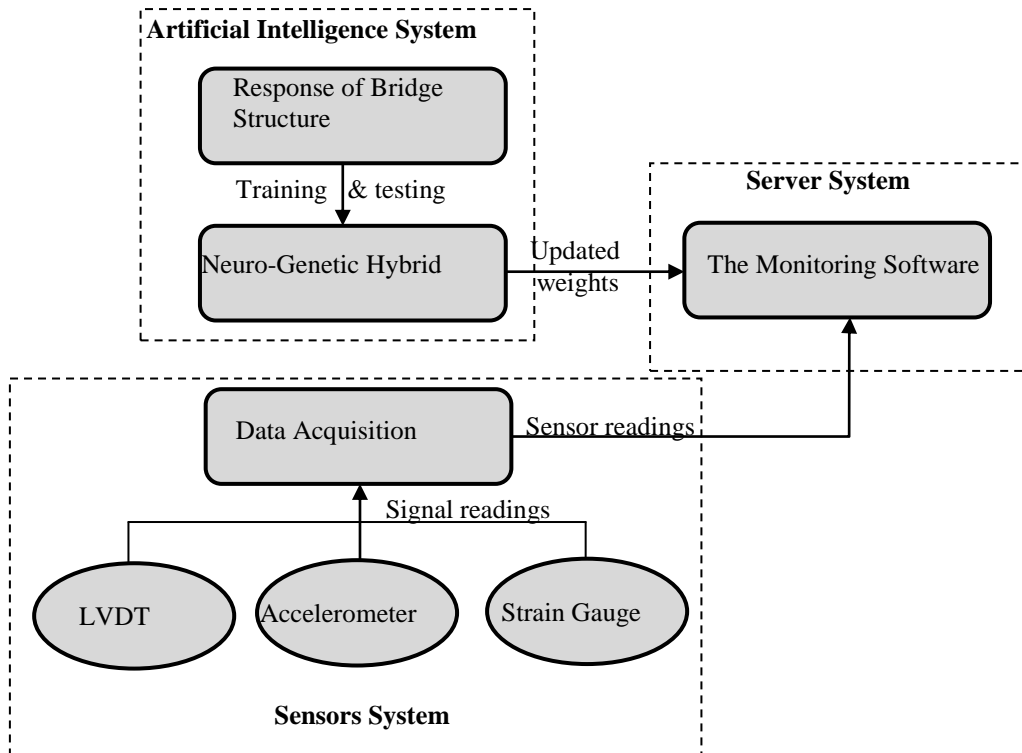 Artificial Intelligence System
Response of Bridge
Structure
Training & testing
Neuro-Genetic Hybrid
Updated
weights
Server System
The Monitoring Software
Data Acquisition
Sensor readings
Signal readings
LVDT
Accelerometer
Strain Gauge
Sensors System